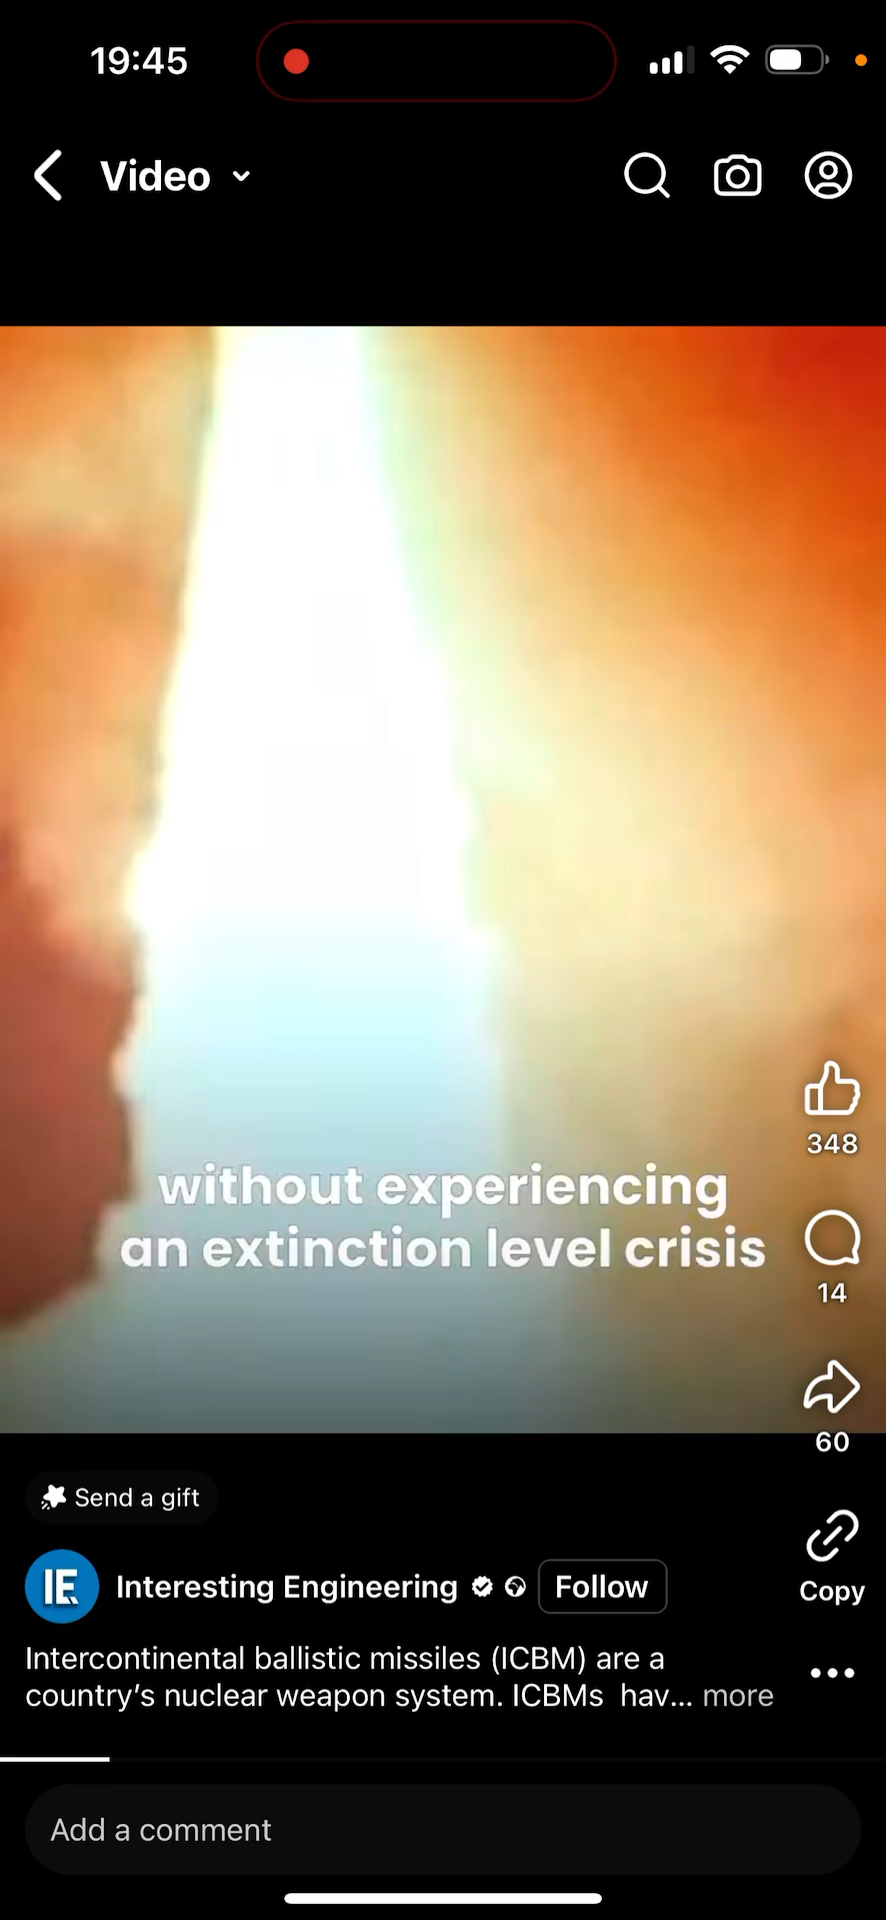 19:45
Video
without experiencing
an extinction level crisis
348
14
60
Send a gift
Copy
IE
Interesting Engineering
Follow
Intercontinental ballistic missiles (ICBM) are a
country’s nuclear weapon system. ICBMs  hav... more
Add a comment